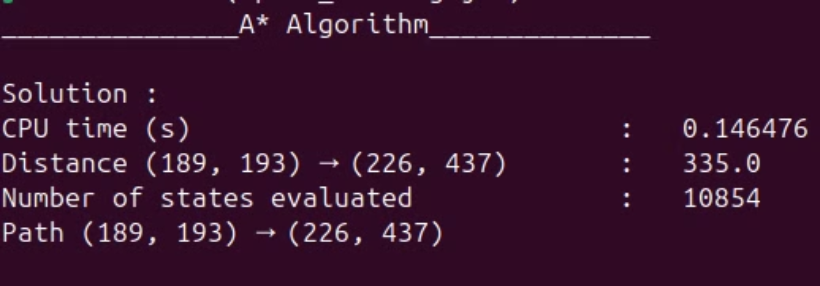 _______________A* Algorithm______________
Solution :
CPU time (s) : 0.146476
Distance (189, 193) → (226, 437) : 335.0
Number of states evaluated : 10854
Path (189, 193) → (226, 437)